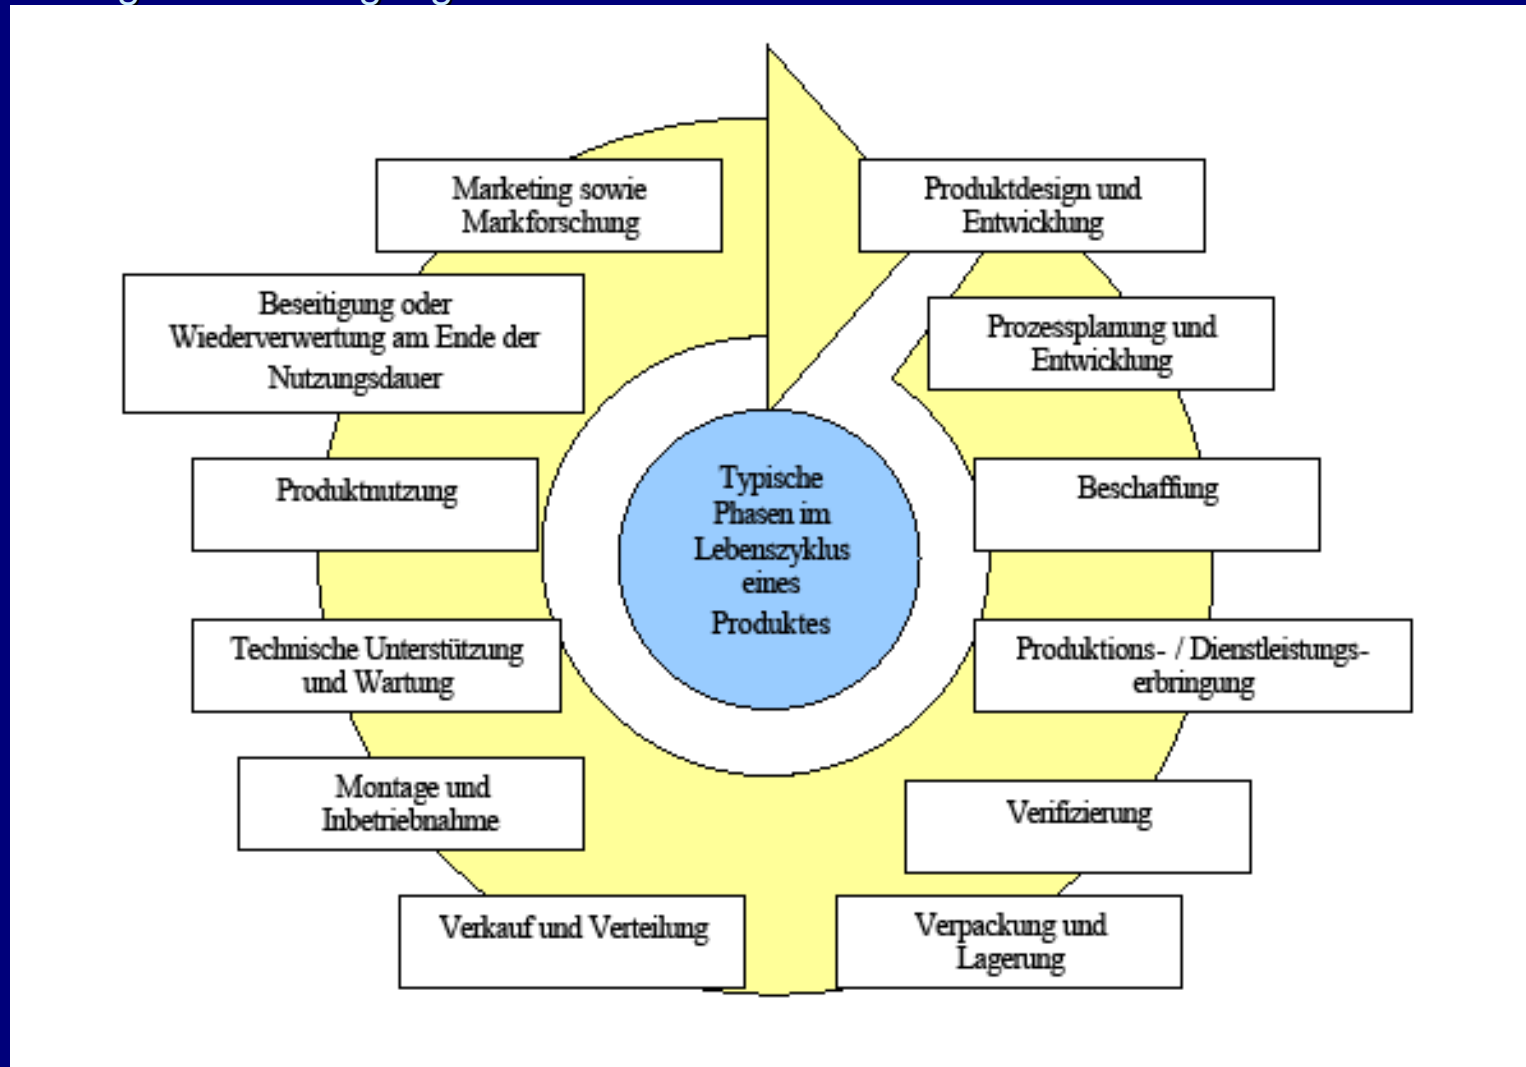 Marketing sowie
Markforschung
Produktdesign und
Entwicklung
Beseitigung oder
Wiederverwertung am Ende der
Nutzungsdauer
Prozessplanung und
Entwicklung
Produktnutzung
Typische
Phasen im
Lebenszyklus
eines
Produktes
Beschaffung
Technische Unterstützung
und Wartung
Produktions- / Dienstleistungs-
erbringung
Montage und
Inbetriebnahme
Verifizierung
Verkauf und Verteilung
Verpackung und
Lagerung